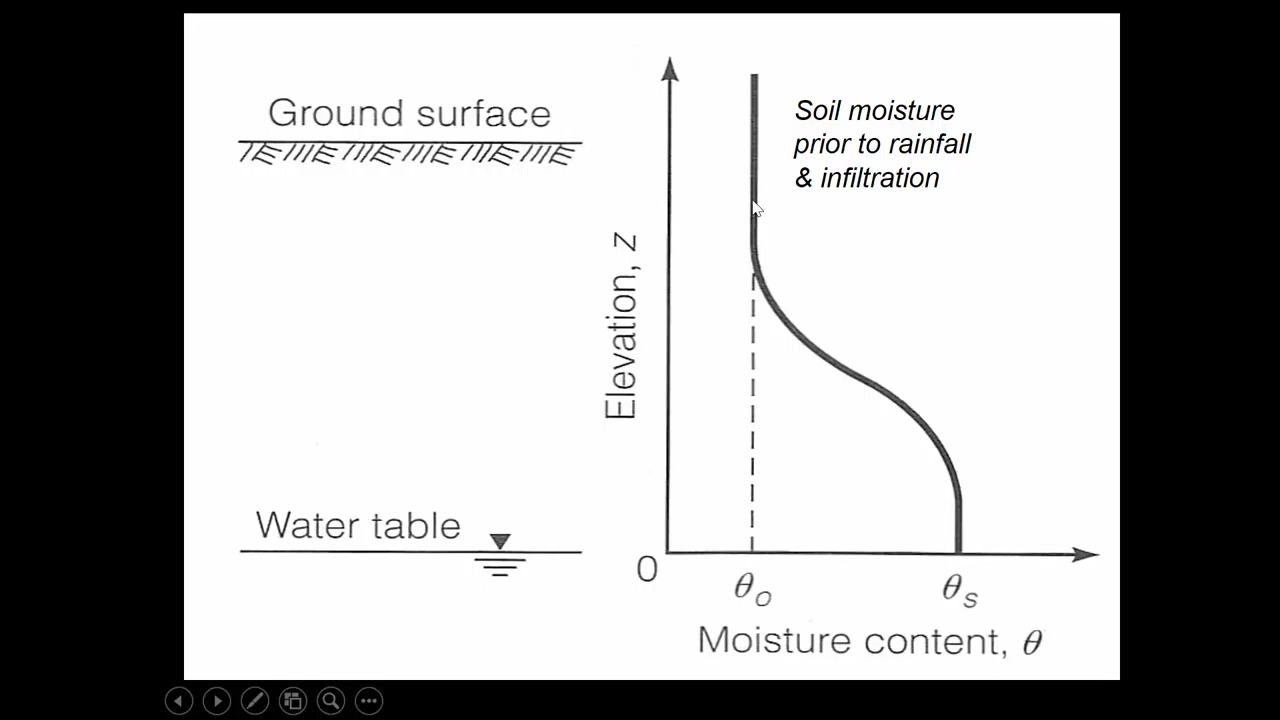 Ground surface
Soil moisture
prior to rainfall
& infiltration
Elevation, z
Water table
0
θo
θs
Moisture content, θ